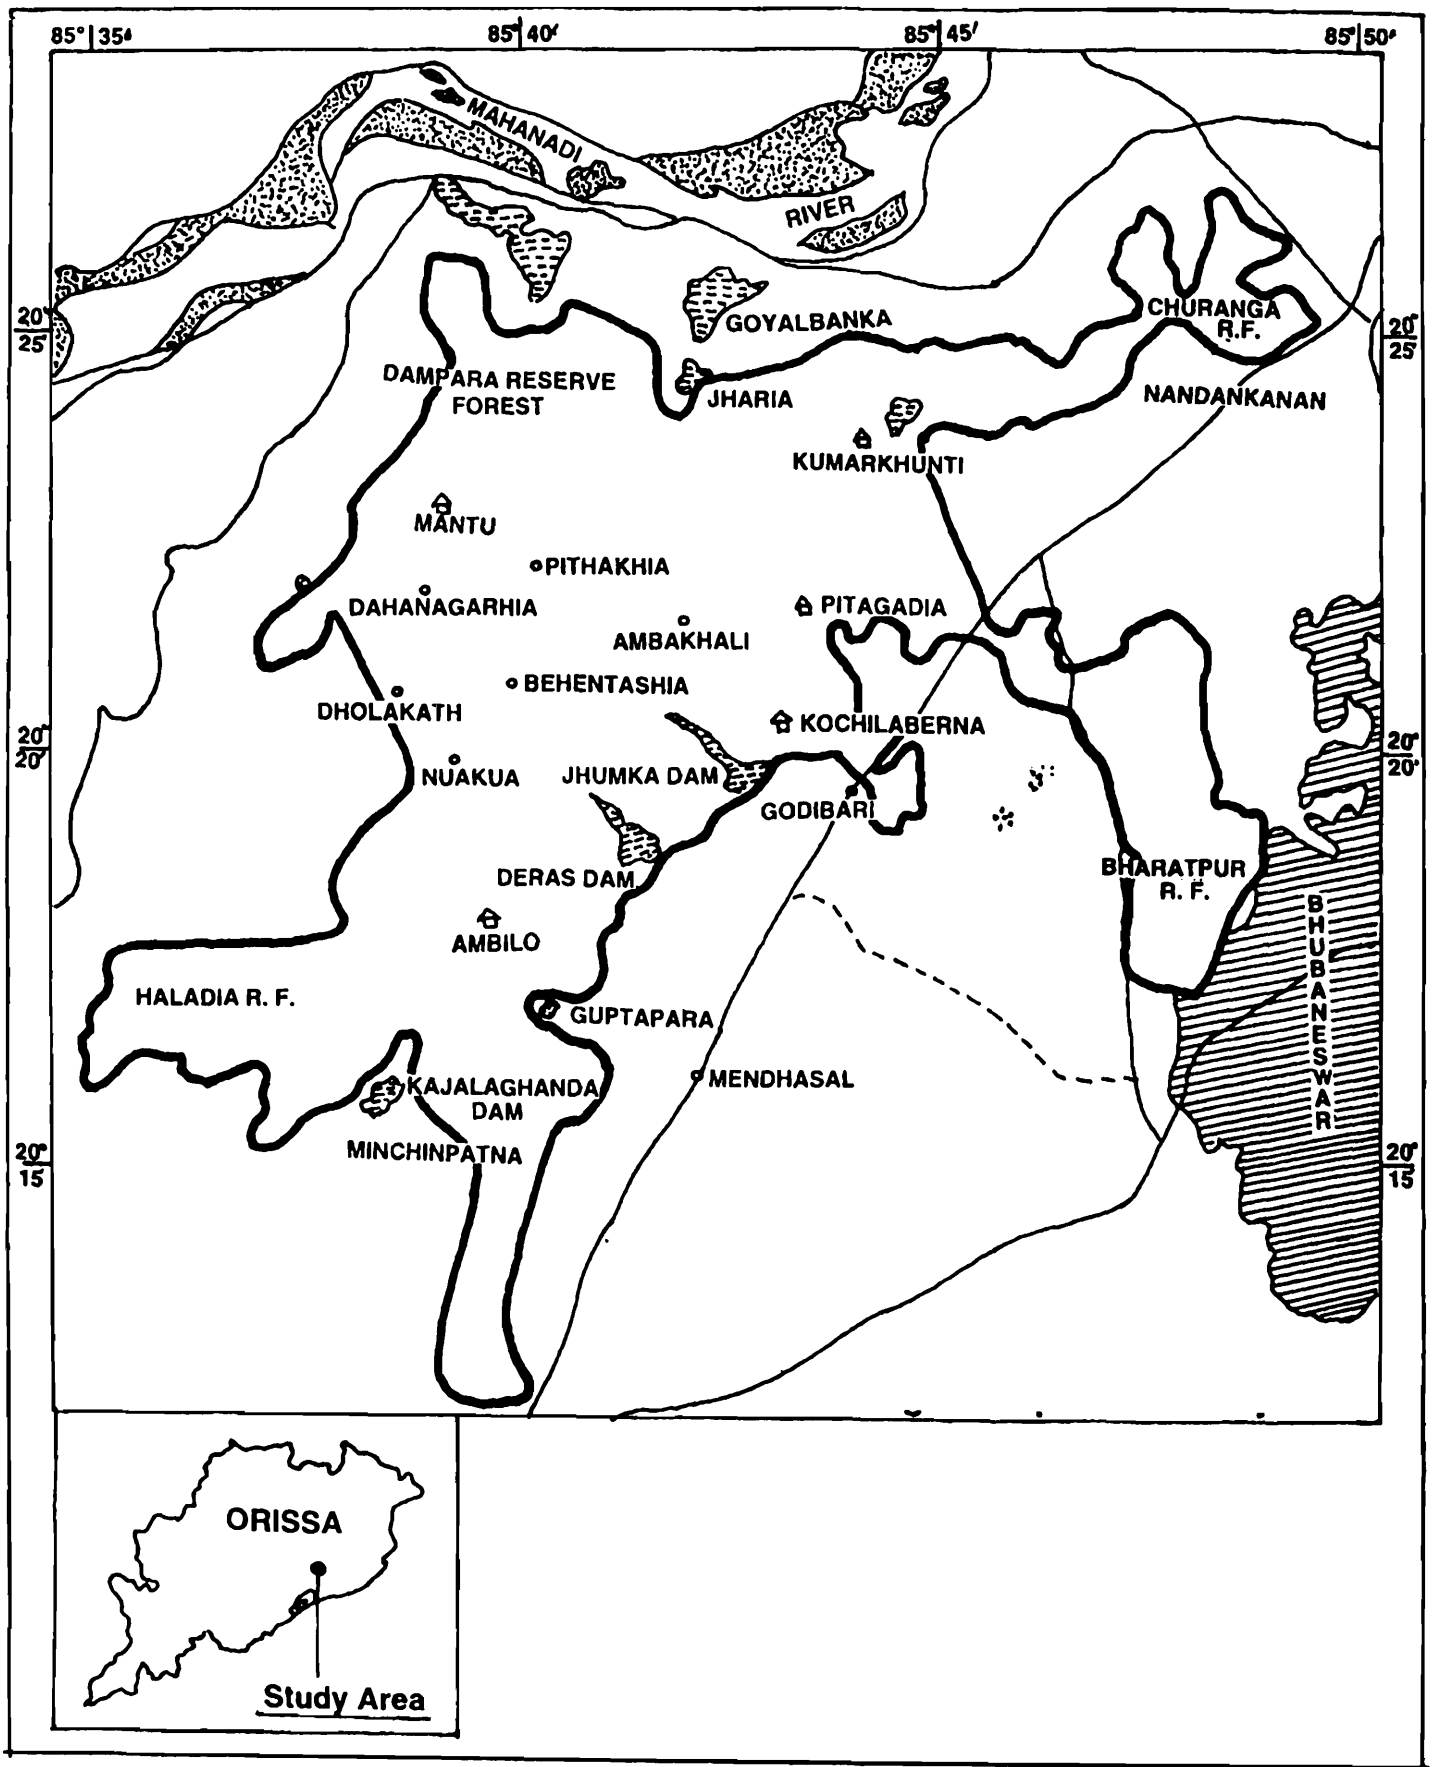 85° 35'
85° 40'
85° 45'
85° 50'
MAHANADI
RIVER
20°
25'
20°
25'
CHURANGA
R.F.
GOYALBANKA
DAMPARA RESERVE
FOREST
JHARIA
NANDANKANAN
KUMARKHUNTI
MANTU
PITHAKHIA
DAHANAGARHIA
PITAGADIA
AMBAKHALI
BEHENTASHIA
DHOLAKATH
KOCHILABERNA
20°
20'
20°
20'
NUAKUA
JHUMKA DAM
GODIBARI
DERAS DAM
BHARATPUR
R. F.
BHUBANESWAR
AMBILO
HALADIA R. F.
GUPTAPARA
MENDHASAL
KAJALAGHANDA
DAM
MINCHINPATNA
20°
15'
20°
15'
ORISSA
Study Area